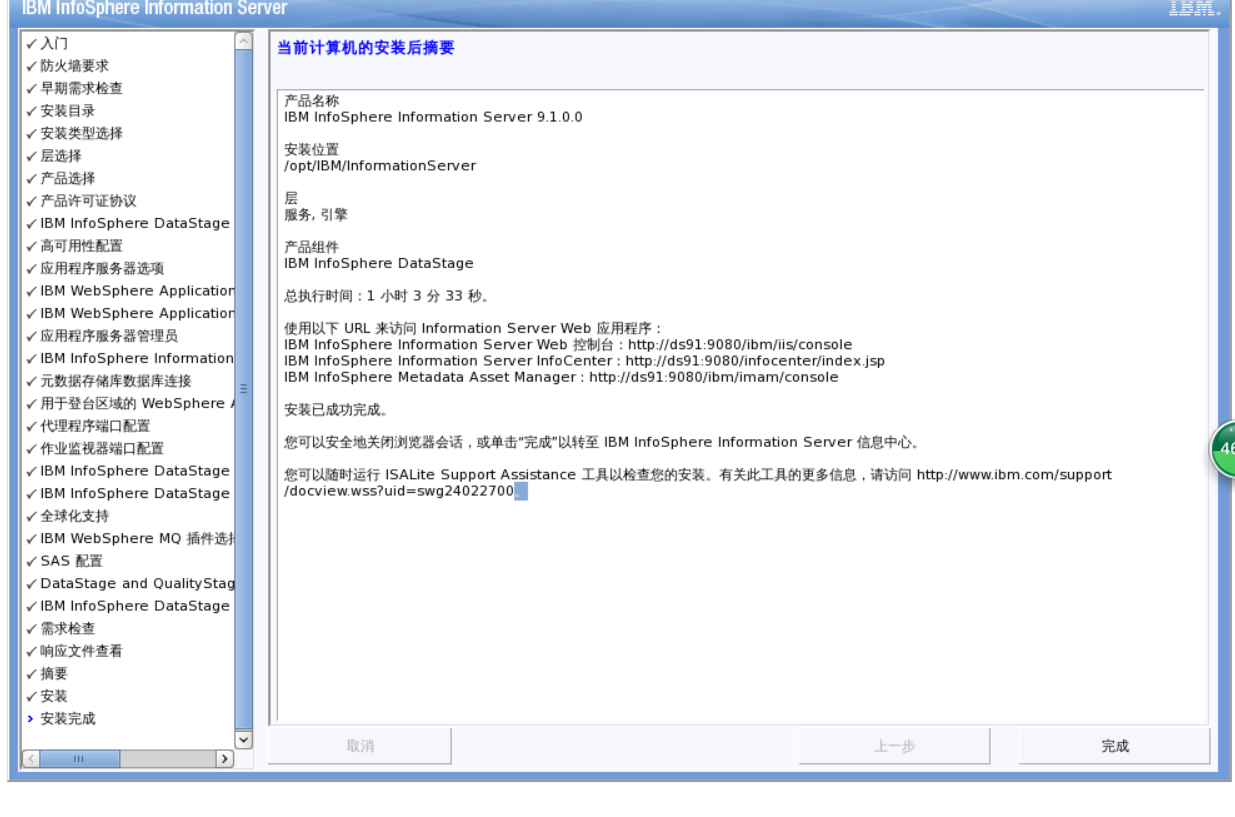 IBM InfoSphere Information Server
IBM.
✓入门
✓防火墙要求
✓早期需求检查
✓安装目录
✓安装类型选择
✓层选择
✓产品选择
✓产品许可证协议
✓IBM InfoSphere DataStage
✓高可用性配置
✓应用程序服务器选项
✓IBM WebSphere Application
✓IBM WebSphere Application
✓应用程序服务器管理员
✓IBM InfoSphere Information
✓元数据存储库数据库连接
✓用于登台区域的 WebSphere
✓代理程序端口配置
✓作业监视器端口配置
✓IBM InfoSphere DataStage
✓IBM InfoSphere DataStage
✓全球化支持
✓IBM WebSphere MQ 插件选择
✓SAS 配置
✓DataStage and QualityStag
✓IBM InfoSphere DataStage
✓需求检查
✓响应文件查看
✓摘要
✓安装
› 安装完成
当前计算机的安装后摘要
产品名称
IBM InfoSphere Information Server 9.1.0.0
安装位置
/opt/IBM/InformationServer
层
服务, 引擎
产品组件
IBM InfoSphere DataStage
总执行时间：1 小时 3 分 33 秒。
使用以下 URL 来访问 Information Server Web 应用程序：
IBM InfoSphere Information Server Web 控制台：http://ds91:9080/ibm/iis/console
IBM InfoSphere Information Server InfoCenter：http://ds91:9080/infocenter/index.jsp
IBM InfoSphere Metadata Asset Manager：http://ds91:9080/ibm/imam/console
安装已成功完成。
您可以安全地关闭浏览器会话，或单击“完成”以转至 IBM InfoSphere Information Server 信息中心。
您可以随时运行 ISALite Support Assistance 工具以检查您的安装。有关此工具的更多信息，请访问 http://www.ibm.com/support
/docview.wss?uid=swg24022700。
46
取消
上一步
完成